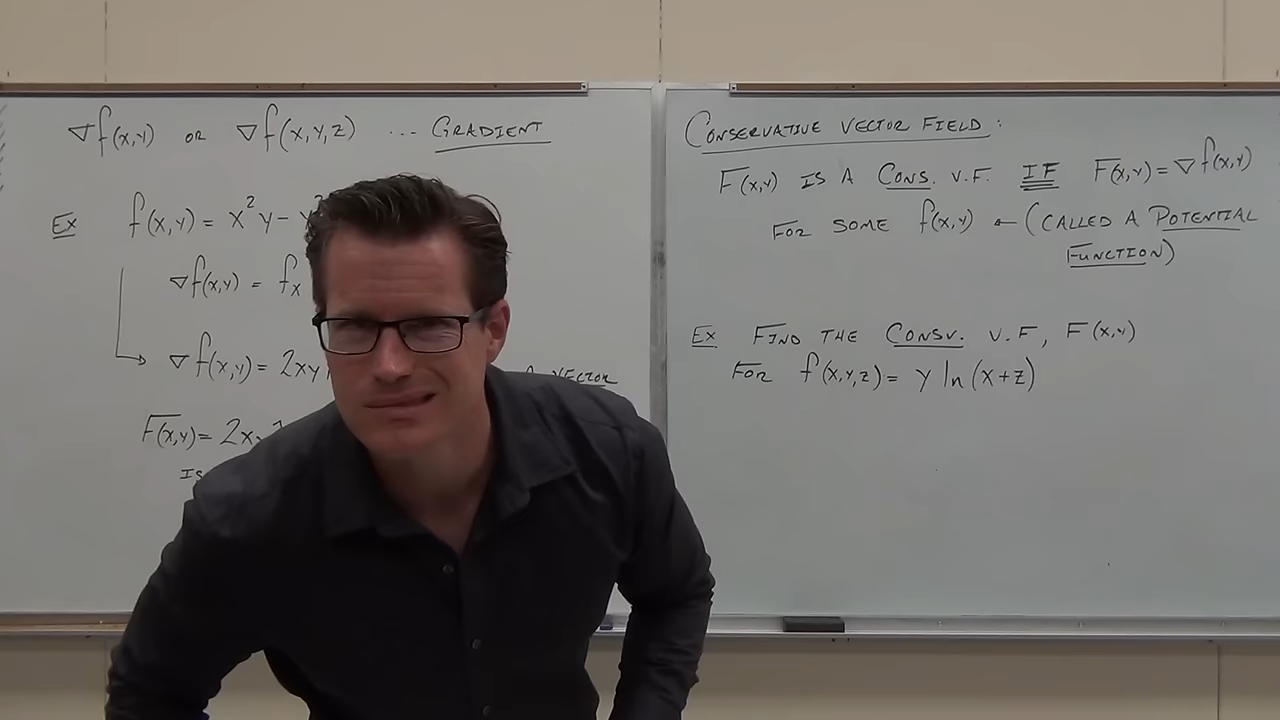 ∇f(x,y) OR ∇f(x,y,z) ... GRADIENT
EX f(x,y) = x²y -
∇f(x,y) = fx
∇f(x,y) = 2xy
A VECTOR
F(x,y) = 2x
IS
CONSERVATIVE VECTOR FIELD:
F(x,y) IS A CONS. V.F. IF F(x,y) = ∇f(x,y)
FOR SOME f(x,y) ← (CALLED A POTENTIAL
FUNCTION)
EX FIND THE CONSV. V.F, F(x,y)
FOR f(x,y,z) = y ln(x+z)